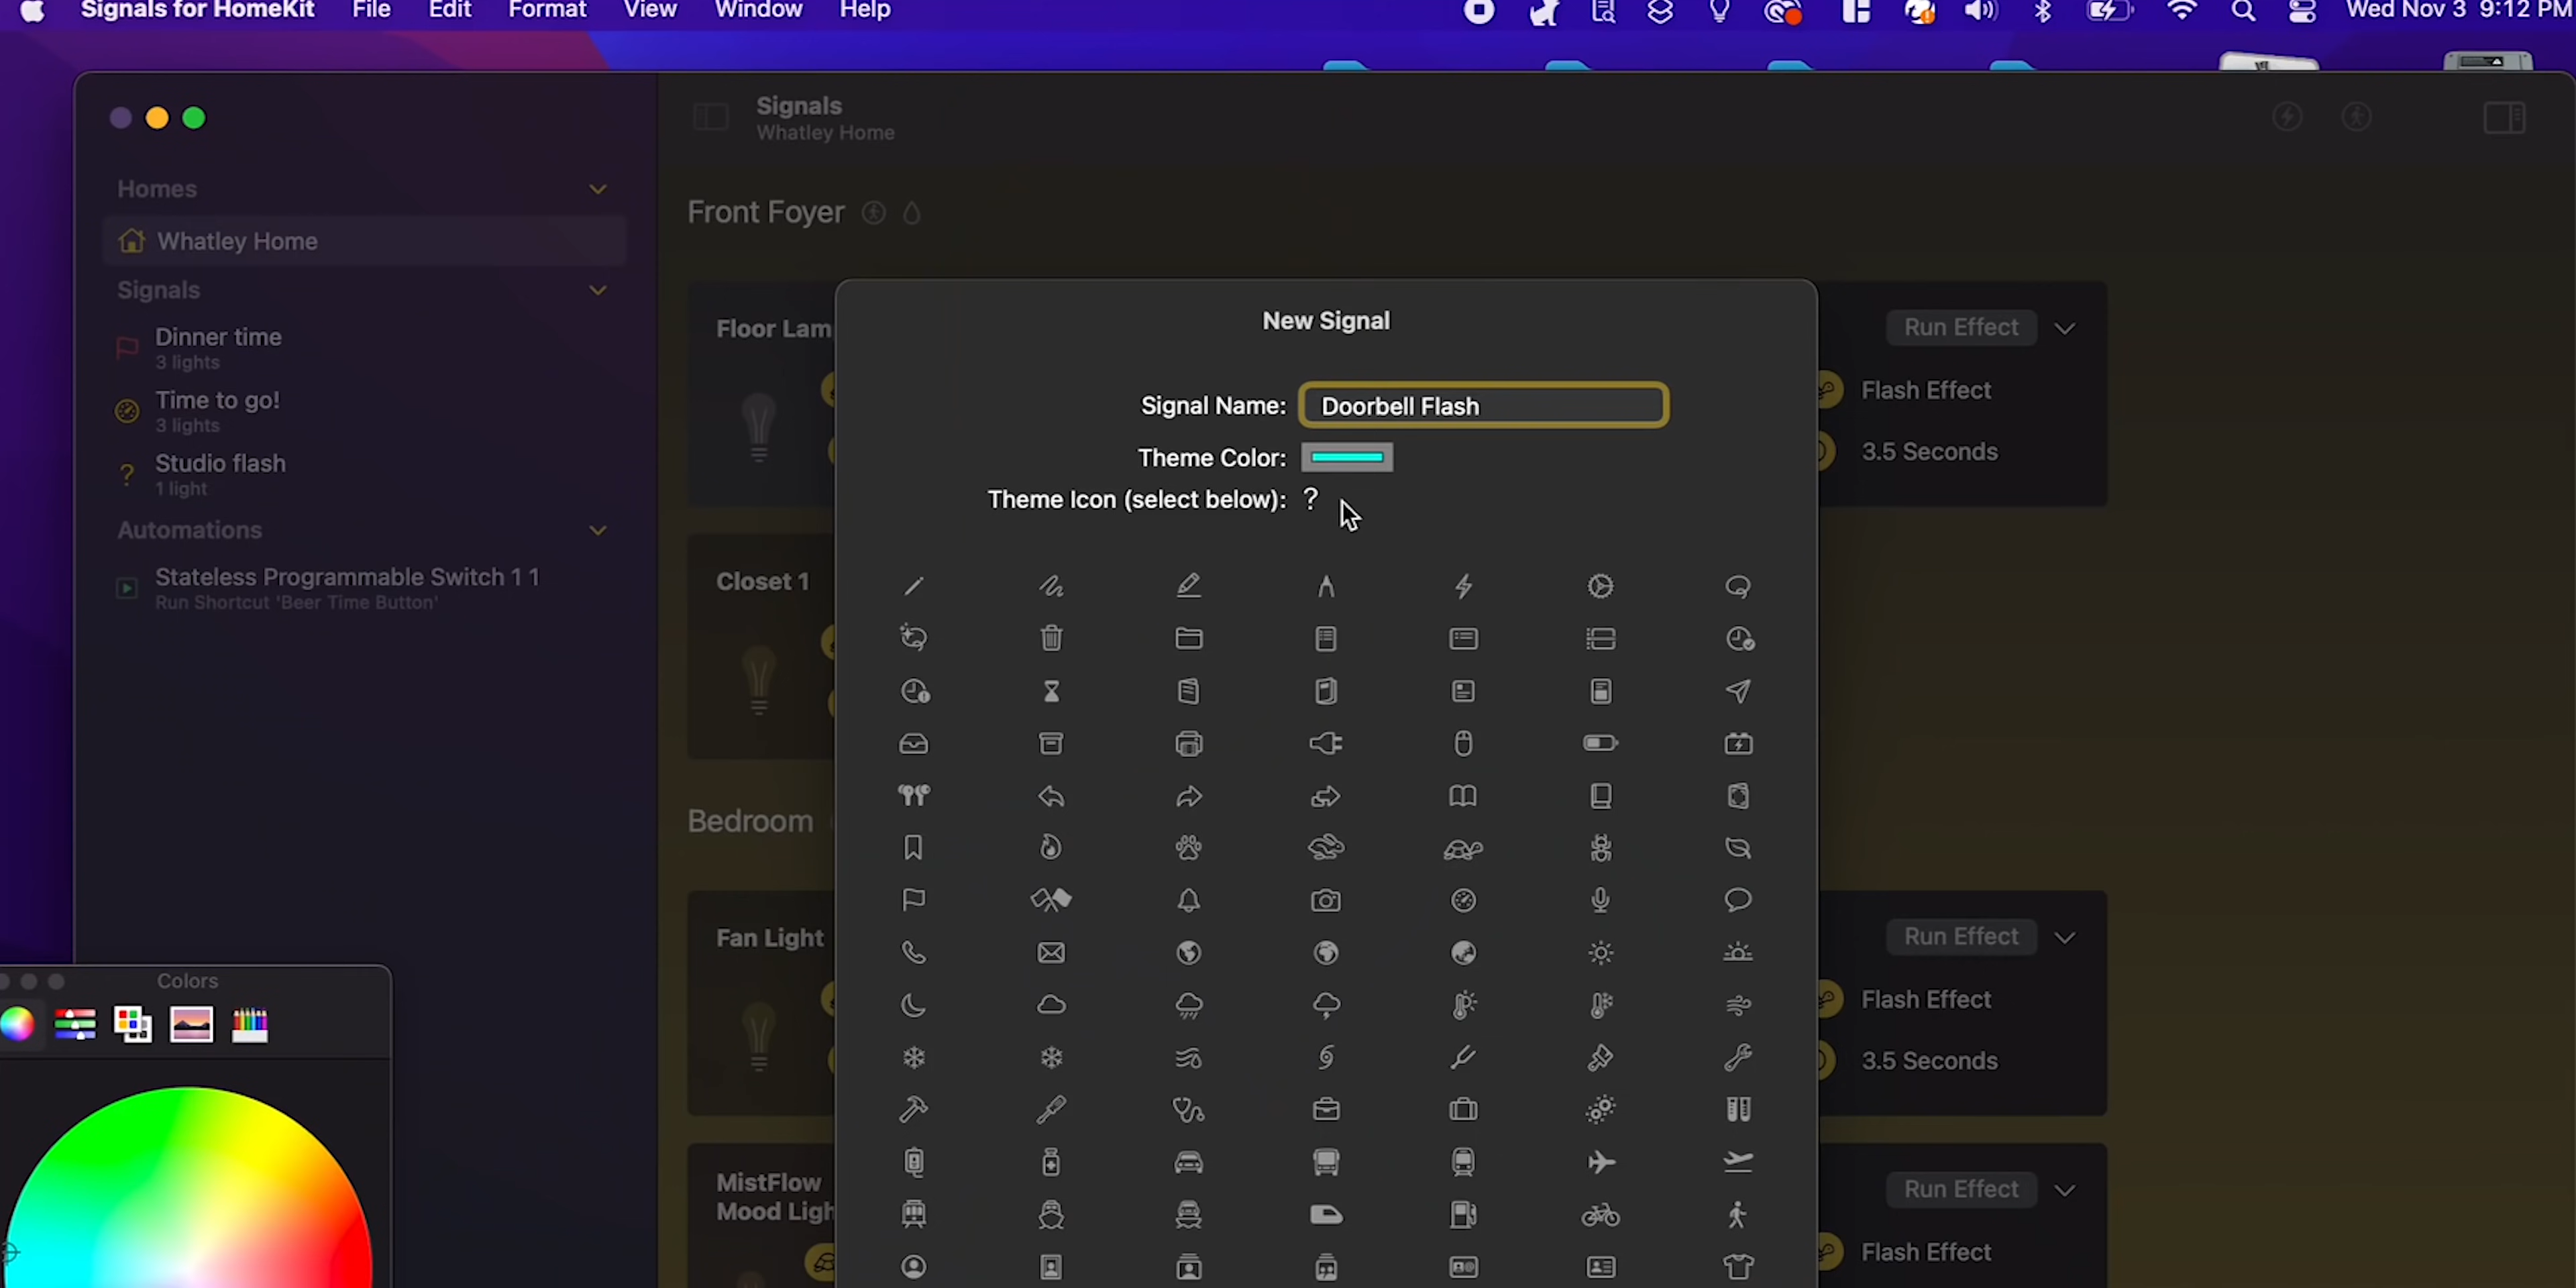 Signals for HomeKit File Edit Format View Window Help Wed Nov 3 9:12 PM
Signals
Whatley Home
Homes
Whatley Home
Signals
Dinner time
3 lights
Time to go!
3 lights
Studio flash
1 light
Automations
Stateless Programmable Switch 1 1
Run Shortcut 'Beer Time Button'
Front Foyer
Floor Lam
Run Effect
Flash Effect
3.5 Seconds
New Signal
Signal Name: Doorbell Flash
Theme Color:
Theme Icon (select below): ?
Closet 1
Bedroom
Fan Light
Run Effect
Flash Effect
3.5 Seconds
MistFlow
Mood Ligh
Run Effect
Flash Effect
Colors